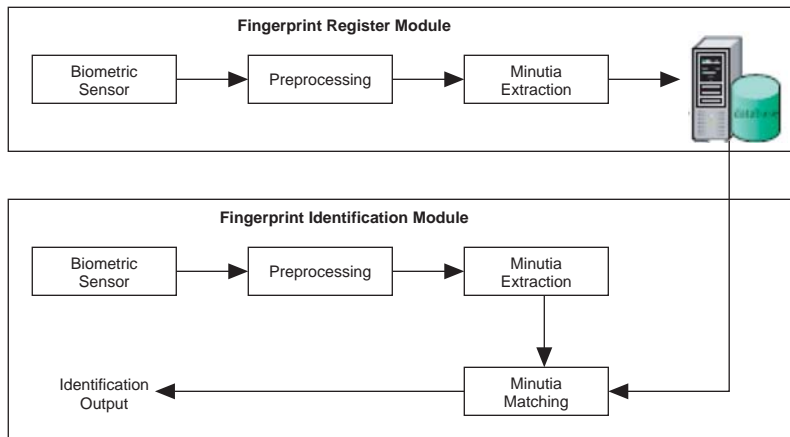 Fingerprint Register Module
Biometric
Sensor
Preprocessing
Minutia
Extraction
database
Fingerprint Identification Module
Biometric
Sensor
Preprocessing
Minutia
Extraction
Identification
Output
Minutia
Matching